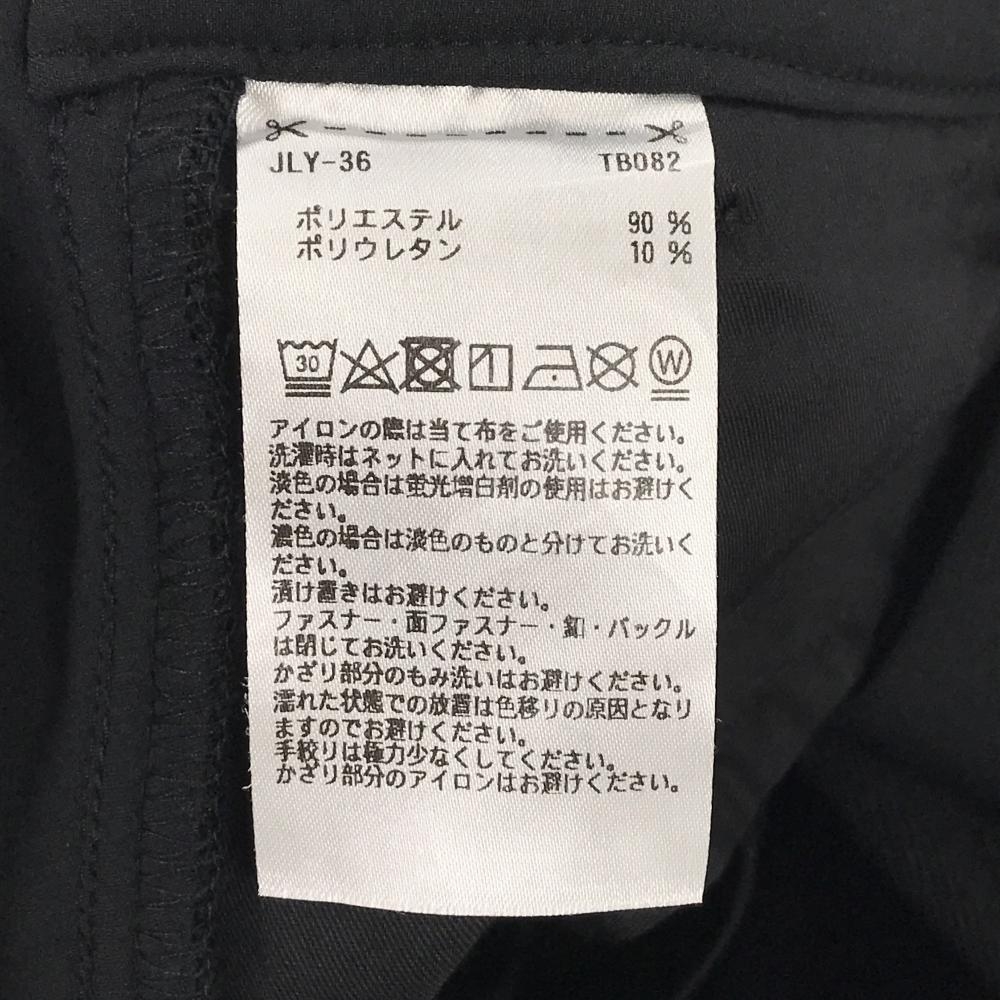 JLY-36 TB082
ポリエステル 90 %
ポリウレタン 10 %
30 W
アイロンの際は当て布をご使用ください。
洗濯時はネットに入れてお洗いください。
淡色の場合は蛍光増白剤の使用はお避けく
ださい。
濃色の場合は淡色のものと分けてお洗いく
ださい。
漬け置きはお避けください。
ファスナー・面ファスナー・釦・バックル
は閉じてお洗いください。
かざり部分のもみ洗いはお避けください。
濡れた状態での放置は色移りの原因となり
ますのでお避けください。
手絞りは極力少なくしてください。
かざり部分のアイロンはお避けください。